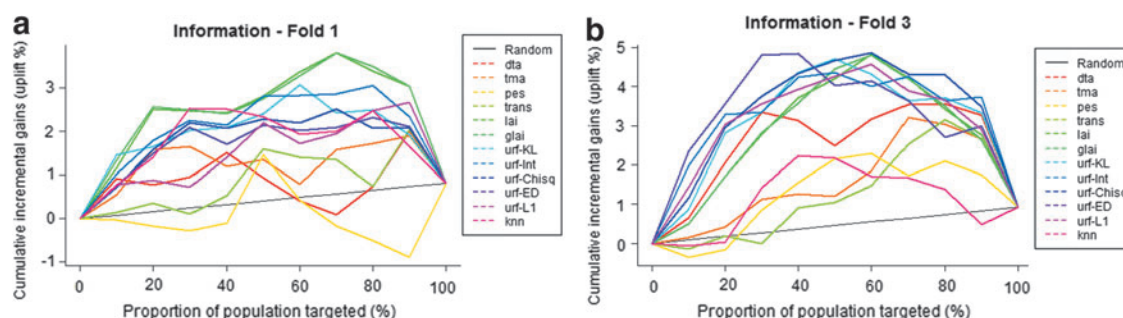 a
Information - Fold 1
Cumulative incremental gains (uplift %)
3
2
1
0
-1
0 20 40 60 80 100
Proportion of population targeted (%)
Random
dta
tma
pes
trans
lai
glai
urf-KL
urf-Int
urf-Chisq
urf-ED
urf-L1
knn
b
Information - Fold 3
Cumulative incremental gains (uplift %)
5
4
3
2
1
0
0 20 40 60 80 100
Proportion of population targeted (%)
Random
dta
tma
pes
trans
lai
glai
urf-KL
urf-Int
urf-Chisq
urf-ED
urf-L1
knn